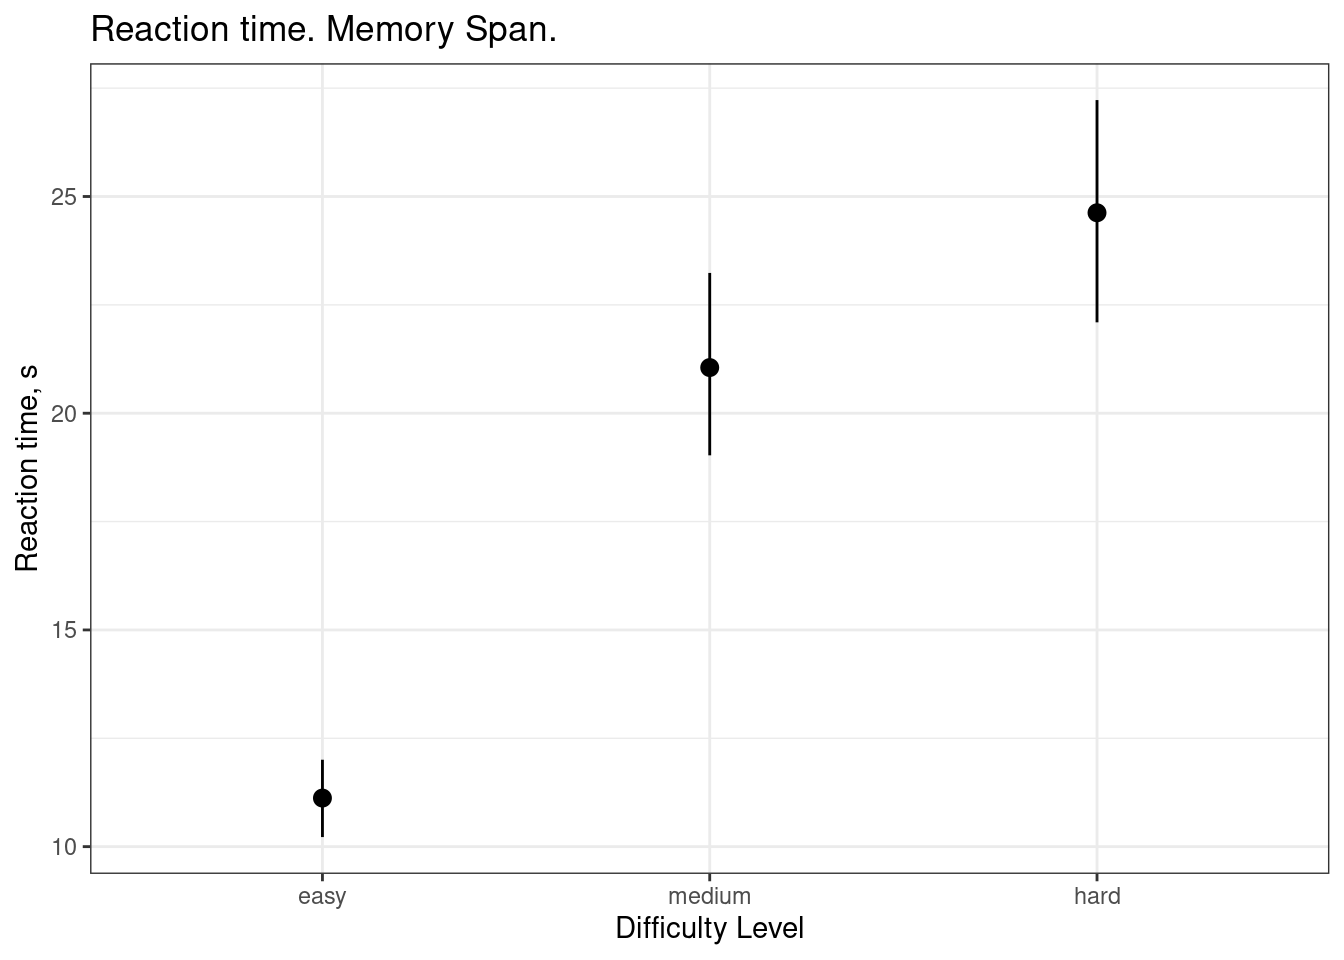 Reaction time. Memory Span.
Reaction time, s
25
20
15
10
easy medium hard
Difficulty Level